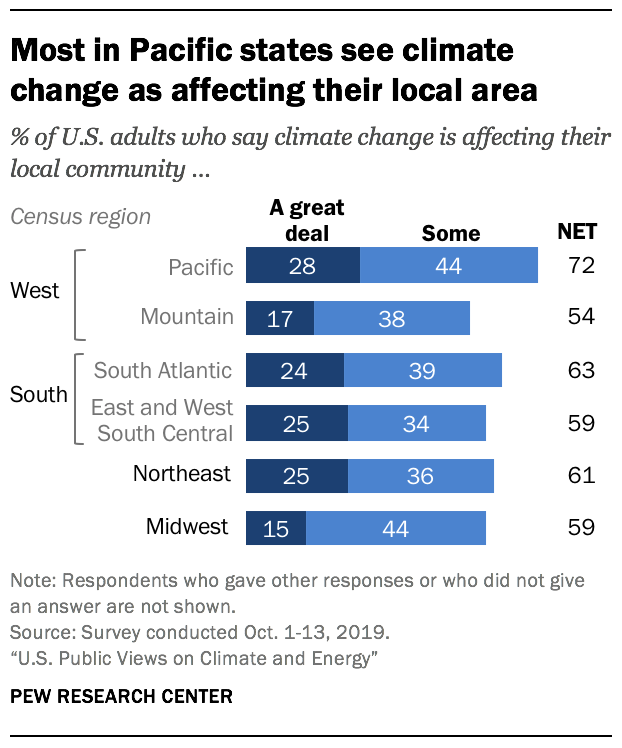 Most in Pacific states see climate
change as affecting their local area
% of U.S. adults who say climate change is affecting their
local community ...
Census region
A great
deal
Some
NET
West
Pacific 28 44 72
Mountain 17 38 54
South
South Atlantic 24 39 63
East and West
South Central 25 34 59
Northeast 25 36 61
Midwest 15 44 59
Note: Respondents who gave other responses or who did not give
an answer are not shown.
Source: Survey conducted Oct. 1-13, 2019.
“U.S. Public Views on Climate and Energy”
PEW RESEARCH CENTER